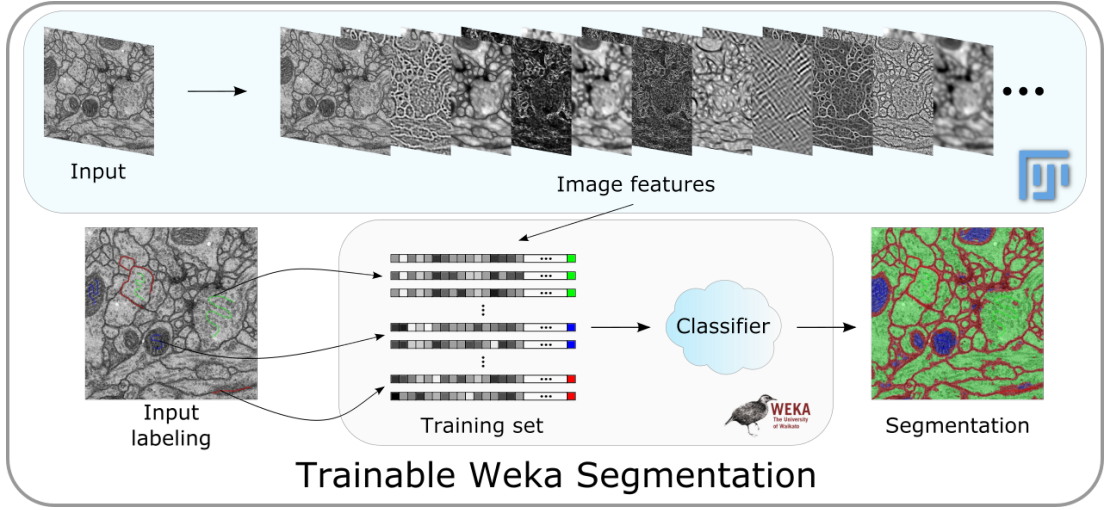 Input
Image features
Input
labeling
Training set
Classifier
WEKA
The University
of Waikato
Segmentation
Trainable Weka Segmentation